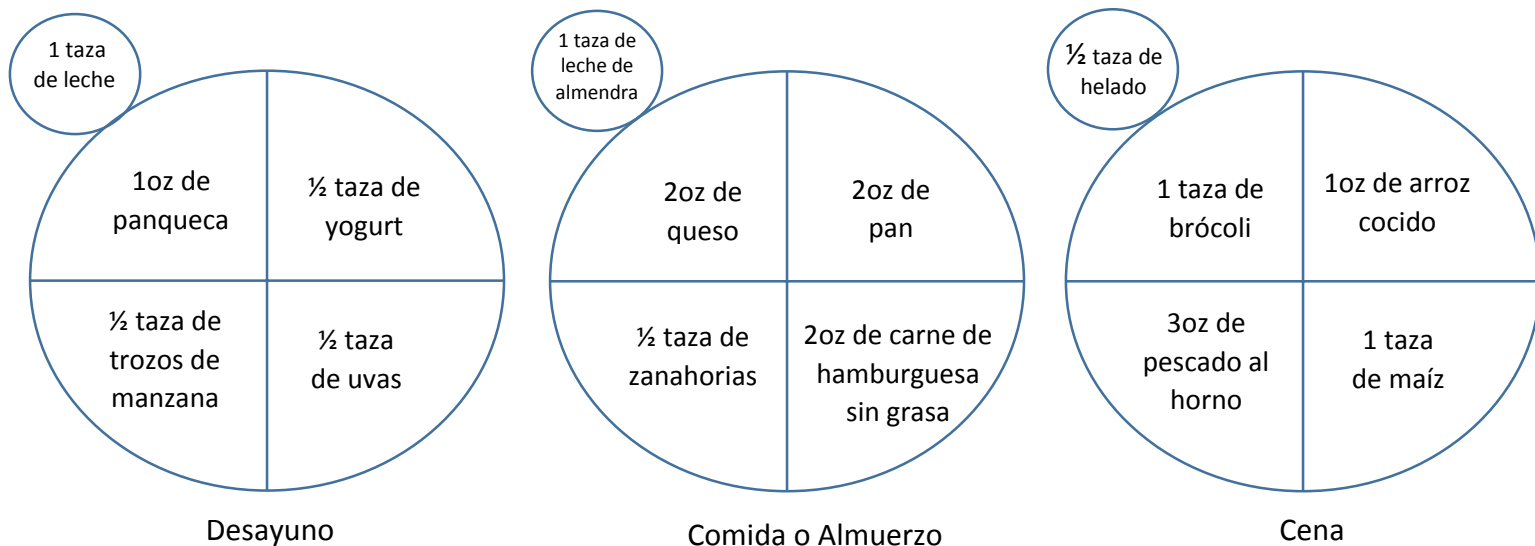 1 taza
de leche
1oz de
panqueca
½ taza de
yogurt
½ taza de
trozos de
manzana
½ taza
de uvas
Desayuno
1 taza de
leche de
almendra
2oz de
queso
2oz de
pan
½ taza de
zanahorias
2oz de carne de
hamburguesa
sin grasa
Comida o Almuerzo
½ taza de
helado
1 taza de
brócoli
1oz de arroz
cocido
3oz de
pescado al
horno
1 taza
de maíz
Cena